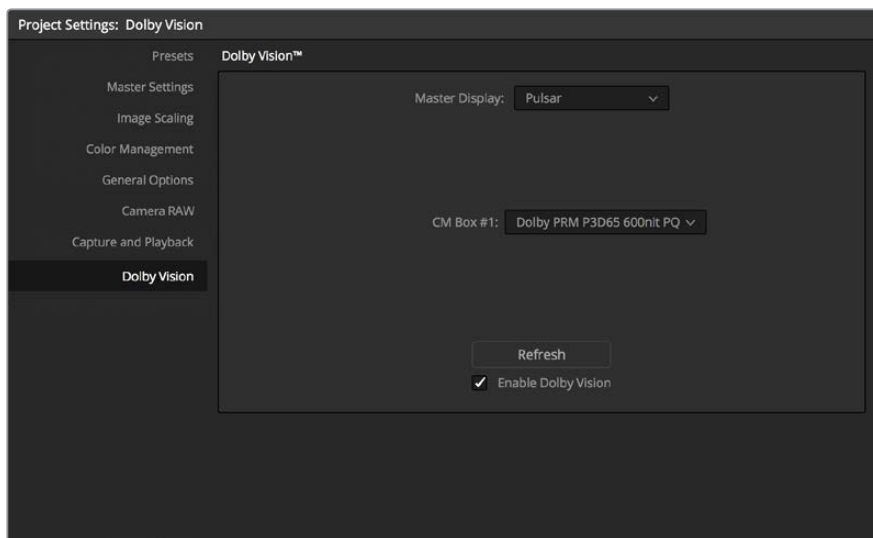 Project Settings: Dolby Vision
Presets
Master Settings
Image Scaling
Color Management
General Options
Camera RAW
Capture and Playback
Dolby Vision
Dolby Vision™
Master Display: Pulsar
CM Box #1: Dolby PRM P3D65 600nit PQ
Refresh
Enable Dolby Vision